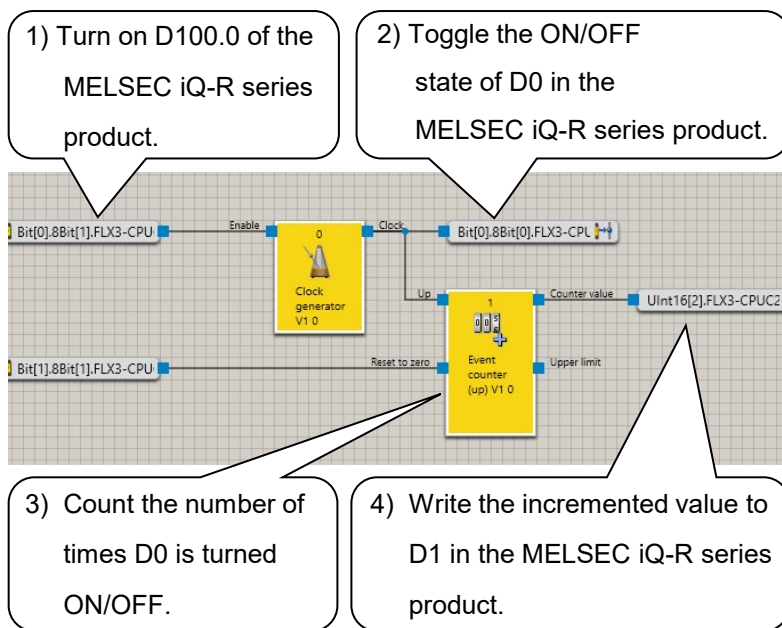 1) Turn on D100.0 of the
MELSEC iQ-R series
product.
2) Toggle the ON/OFF
state of D0 in the
MELSEC iQ-R series product.
Bit[0].8Bit[1].FLX3-CPU
Enable
0
Clock
generator
V1 0
Clock
Bit[0].8Bit[0].FLX3-CPU
Up
1
Event
counter
(up) V1 0
Counter value
UInt16[2].FLX3-CPUC2
Bit[1].8Bit[1].FLX3-CPU
Reset to zero
Upper limit
3) Count the number of
times D0 is turned
ON/OFF.
4) Write the incremented value to
D1 in the MELSEC iQ-R series
product.